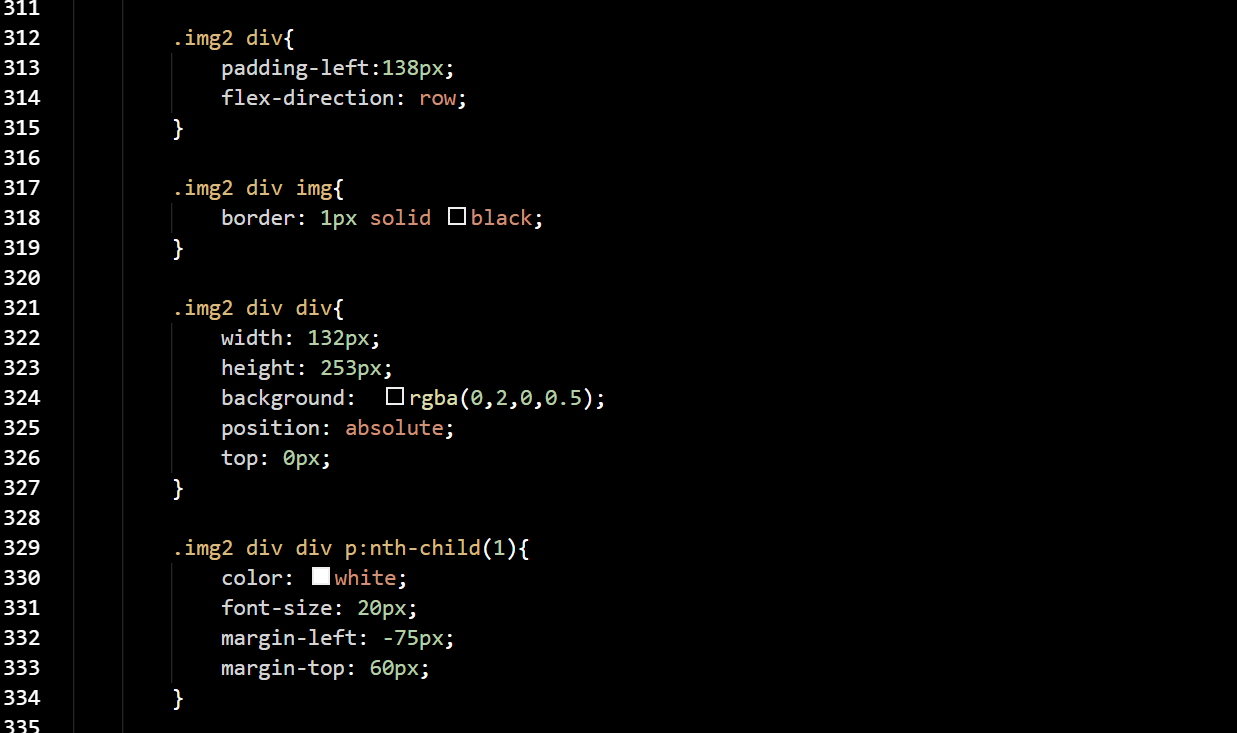 311
312 .img2 div{
313 padding-left:138px;
314 flex-direction: row;
315 }
316
317 .img2 div img{
318 border: 1px solid black;
319 }
320
321 .img2 div div{
322 width: 132px;
323 height: 253px;
324 background: rgba(0,2,0,0.5);
325 position: absolute;
326 top: 0px;
327 }
328
329 .img2 div div p:nth-child(1){
330 color: white;
331 font-size: 20px;
332 margin-left: -75px;
333 margin-top: 60px;
334 }
335